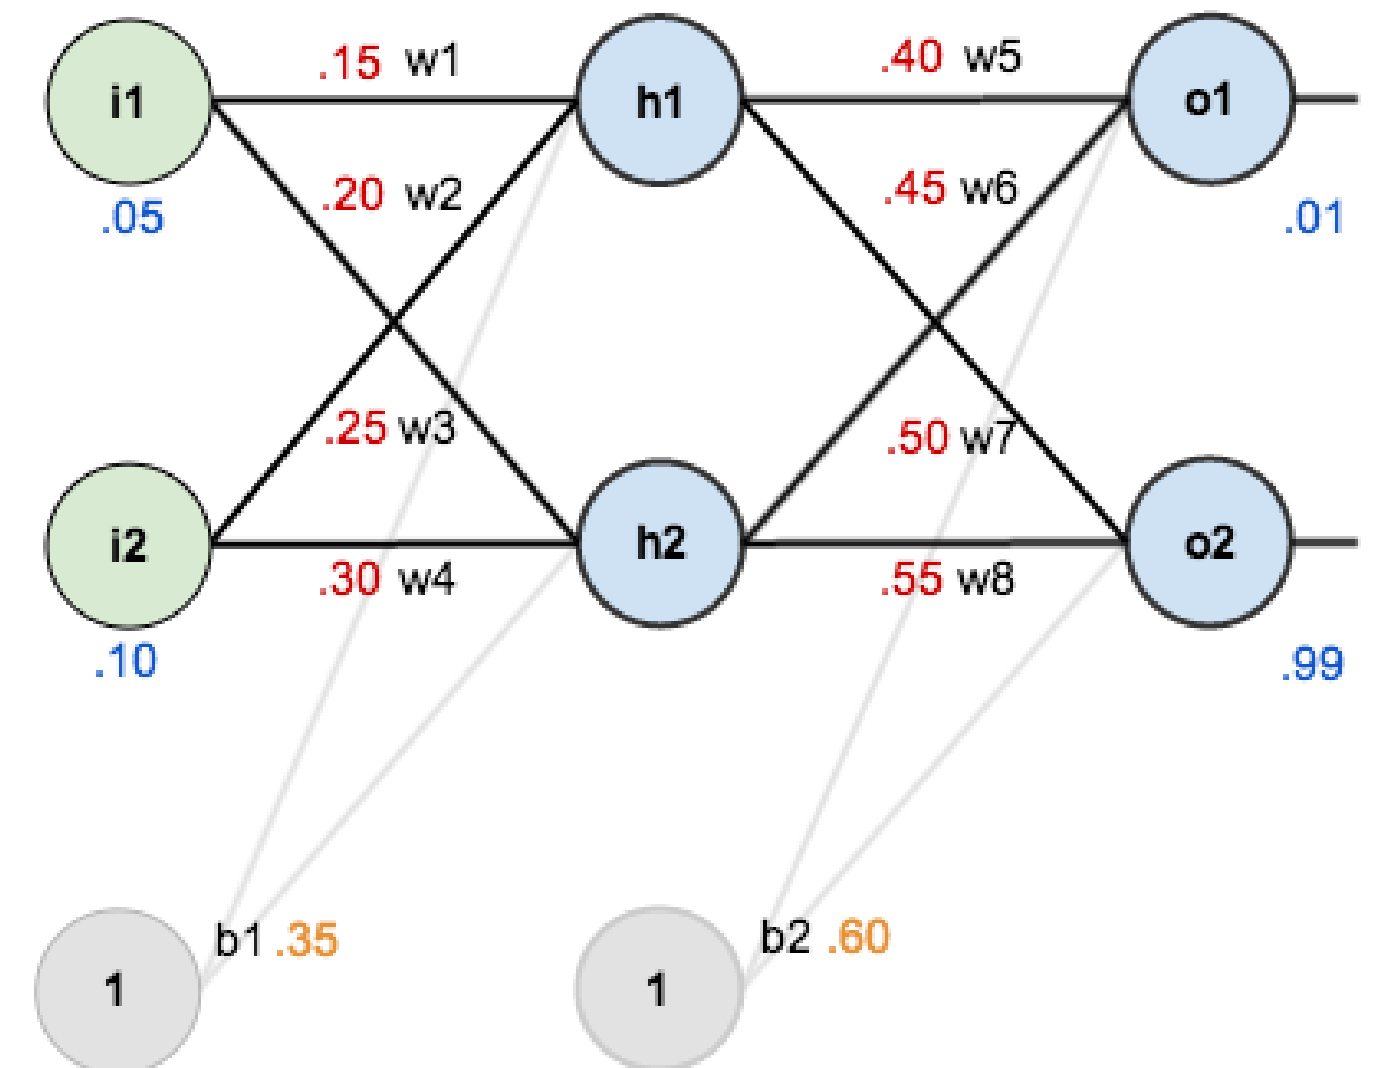 .15 w1
.40 w5
i1
h1
o1
.20 w2
.45 w6
.05
.01
.25 w3
.50 w7
i2
h2
o2
.30 w4
.55 w8
.10
.99
b1 .35
b2 .60
1
1